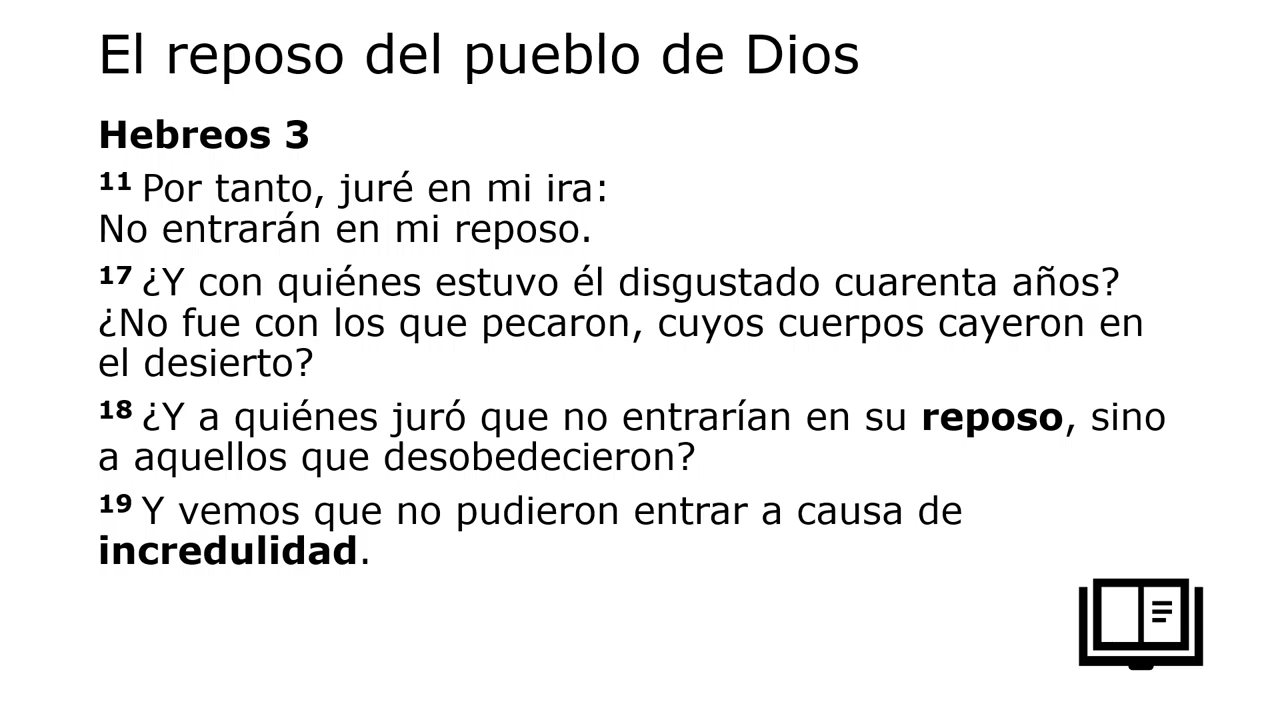 El reposo del pueblo de Dios
Hebreos 3
11 Por tanto, juré en mi ira:
No entrarán en mi reposo.
17 ¿Y con quiénes estuvo él disgustado cuarenta años?
¿No fue con los que pecaron, cuyos cuerpos cayeron en
el desierto?
18 ¿Y a quiénes juró que no entrarían en su reposo, sino
a aquellos que desobedecieron?
19 Y vemos que no pudieron entrar a causa de
incredulidad.